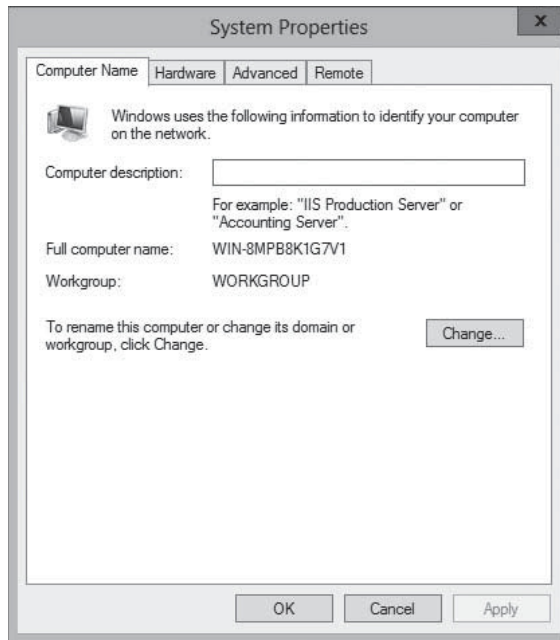 System Properties
x
Computer Name Hardware Advanced Remote
Windows uses the following information to identify your computer
on the network.
Computer description:
For example: "IIS Production Server" or
"Accounting Server".
Full computer name: WIN-8MPB8K1G7V1
Workgroup: WORKGROUP
To rename this computer or change its domain or
workgroup, click Change.
Change...
OK Cancel Apply